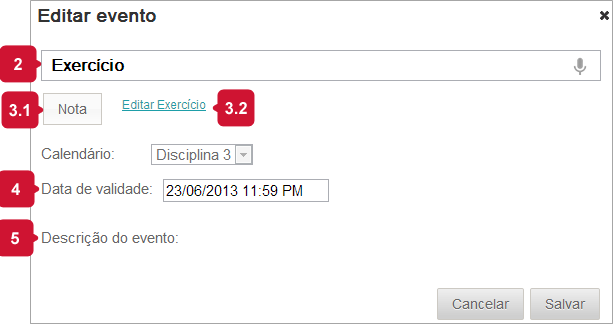 Editar evento
2 Exercício
3.1 Nota Editar Exercício 3.2
Calendário: Disciplina 3
4 Data de validade: 23/06/2013 11:59 PM
5 Descrição do evento:
Cancelar Salvar